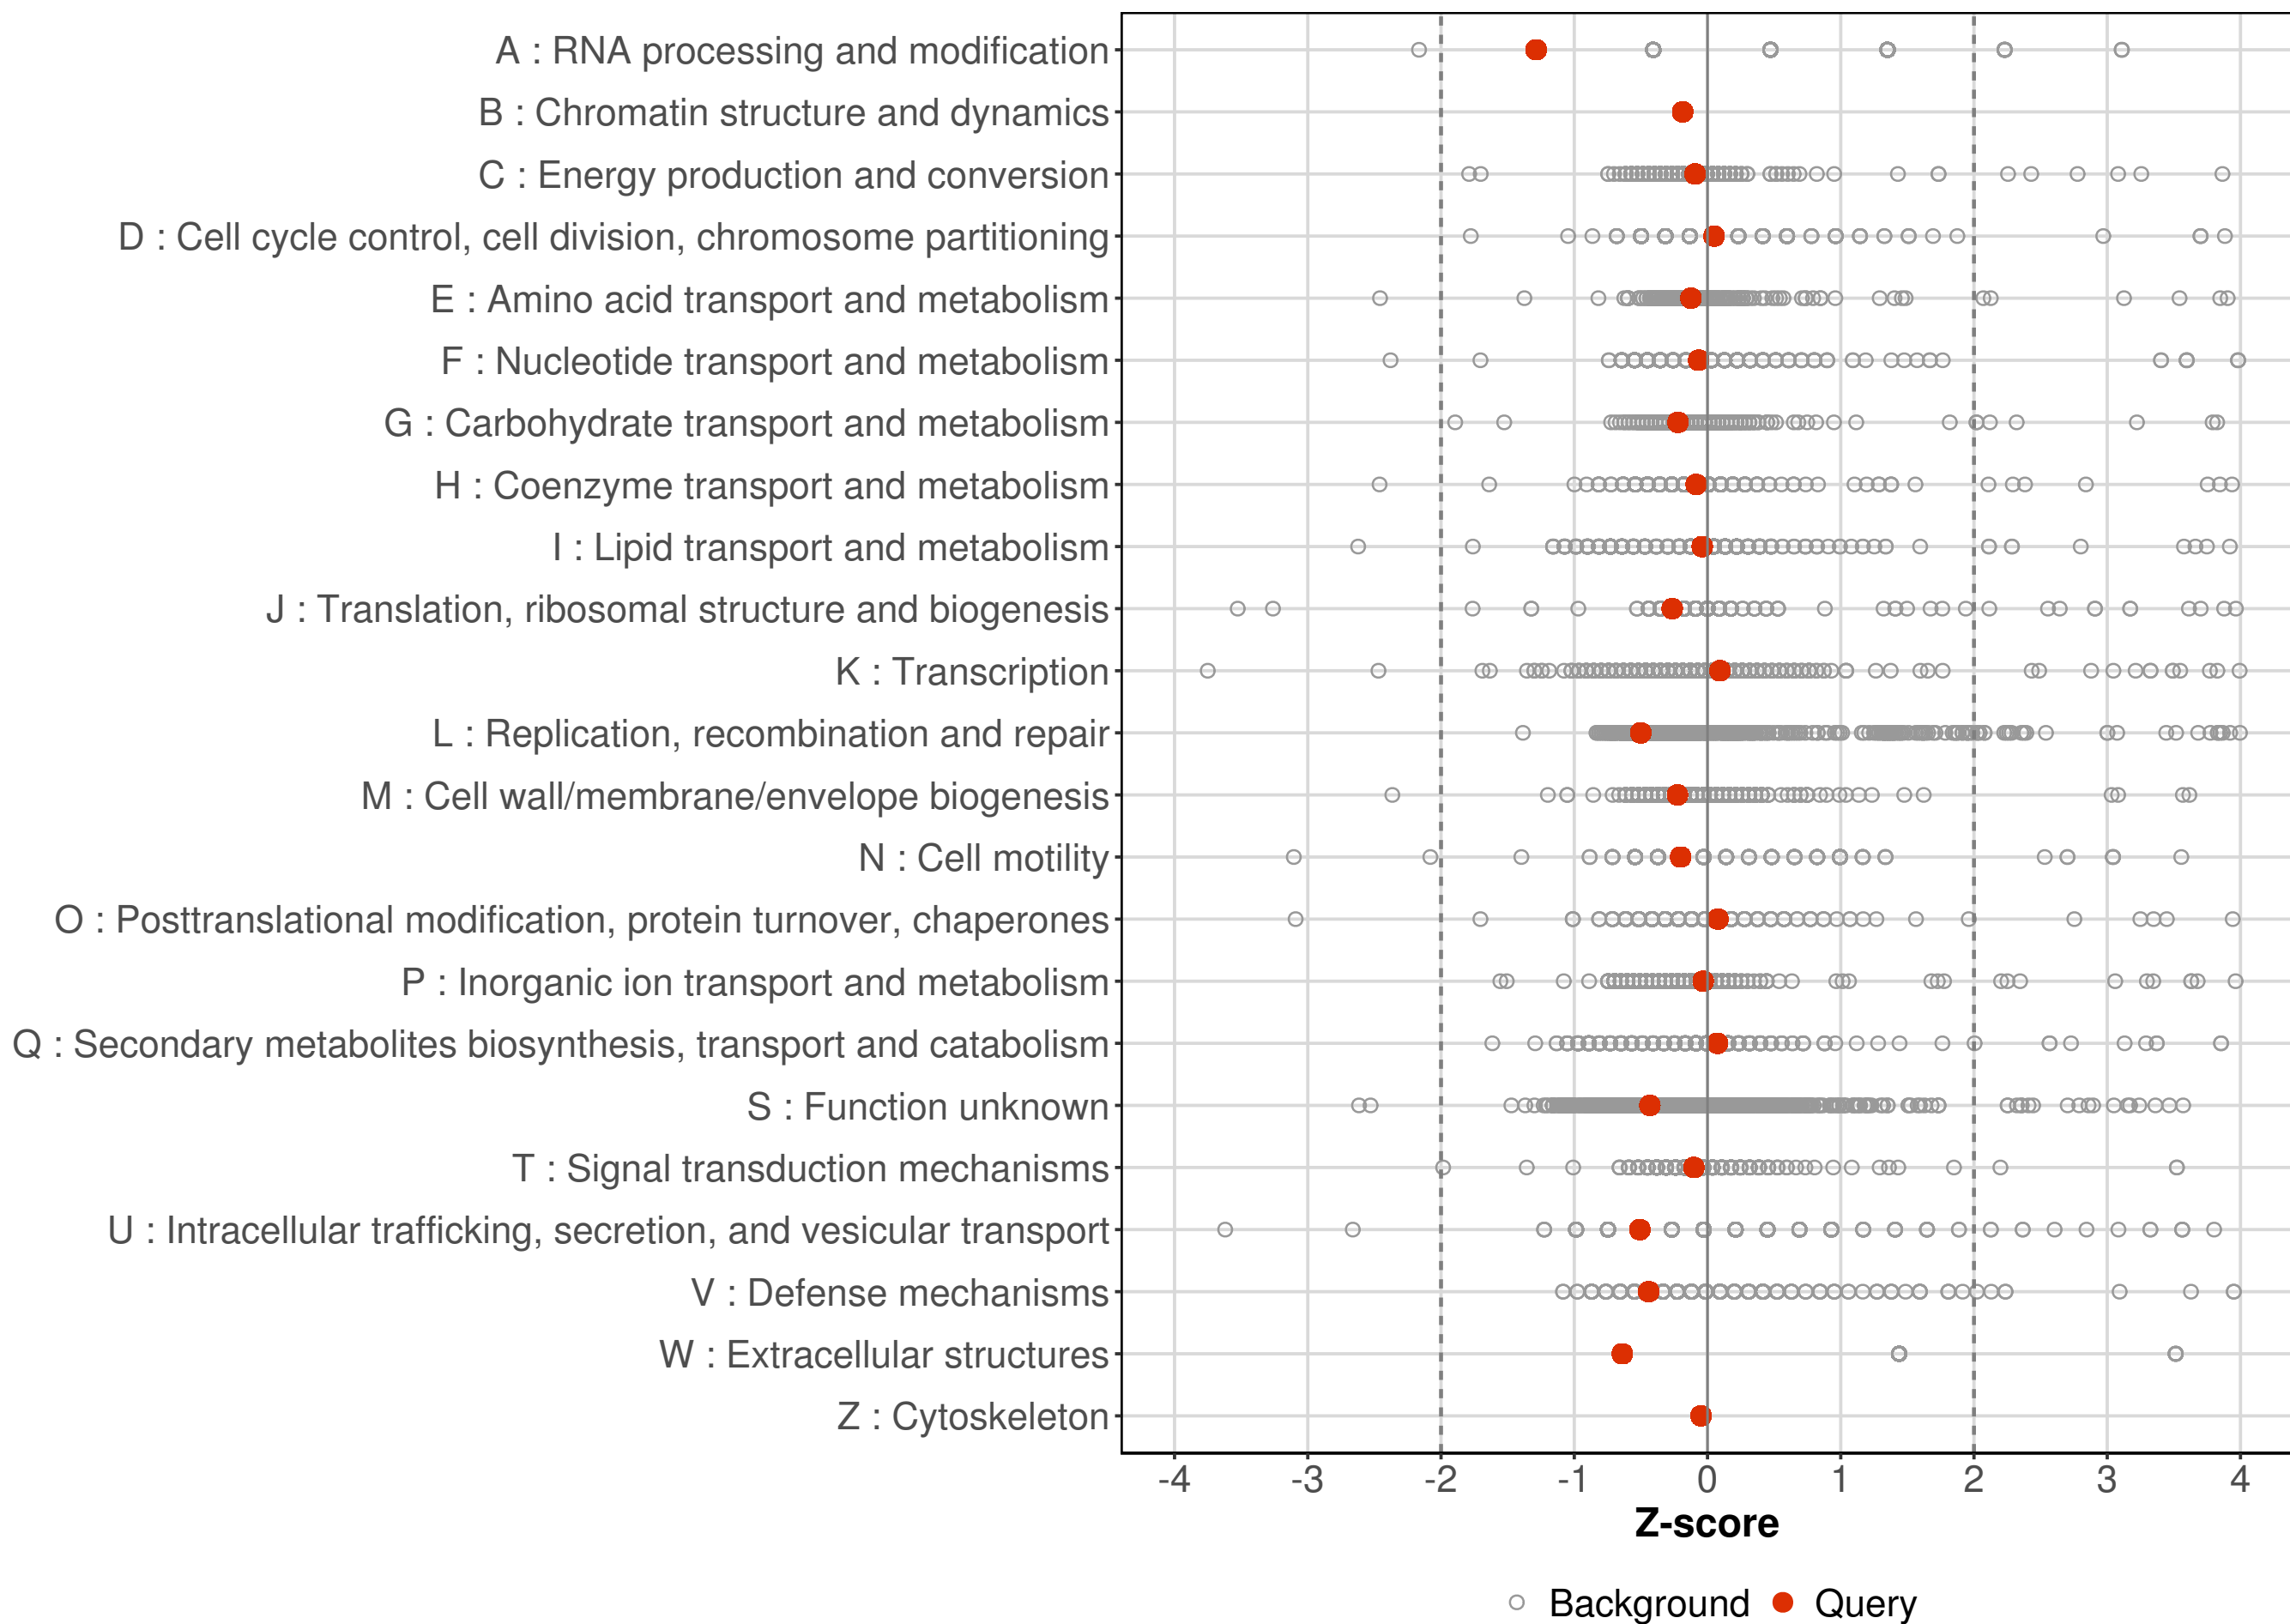 A : RNA processing and modification
B : Chromatin structure and dynamics
C : Energy production and conversion
D : Cell cycle control, cell division, chromosome partitioning
E : Amino acid transport and metabolism
F : Nucleotide transport and metabolism
G : Carbohydrate transport and metabolism
H : Coenzyme transport and metabolism
I : Lipid transport and metabolism
J : Translation, ribosomal structure and biogenesis
K : Transcription
L : Replication, recombination and repair
M : Cell wall/membrane/envelope biogenesis
N : Cell motility
O : Posttranslational modification, protein turnover, chaperones
P : Inorganic ion transport and metabolism
Q : Secondary metabolites biosynthesis, transport and catabolism
S : Function unknown
T : Signal transduction mechanisms
U : Intracellular trafficking, secretion, and vesicular transport
V : Defense mechanisms
W : Extracellular structures
Z : Cytoskeleton
-4 -3 -2 -1 0 1 2 3 4
Z-score
Background Query